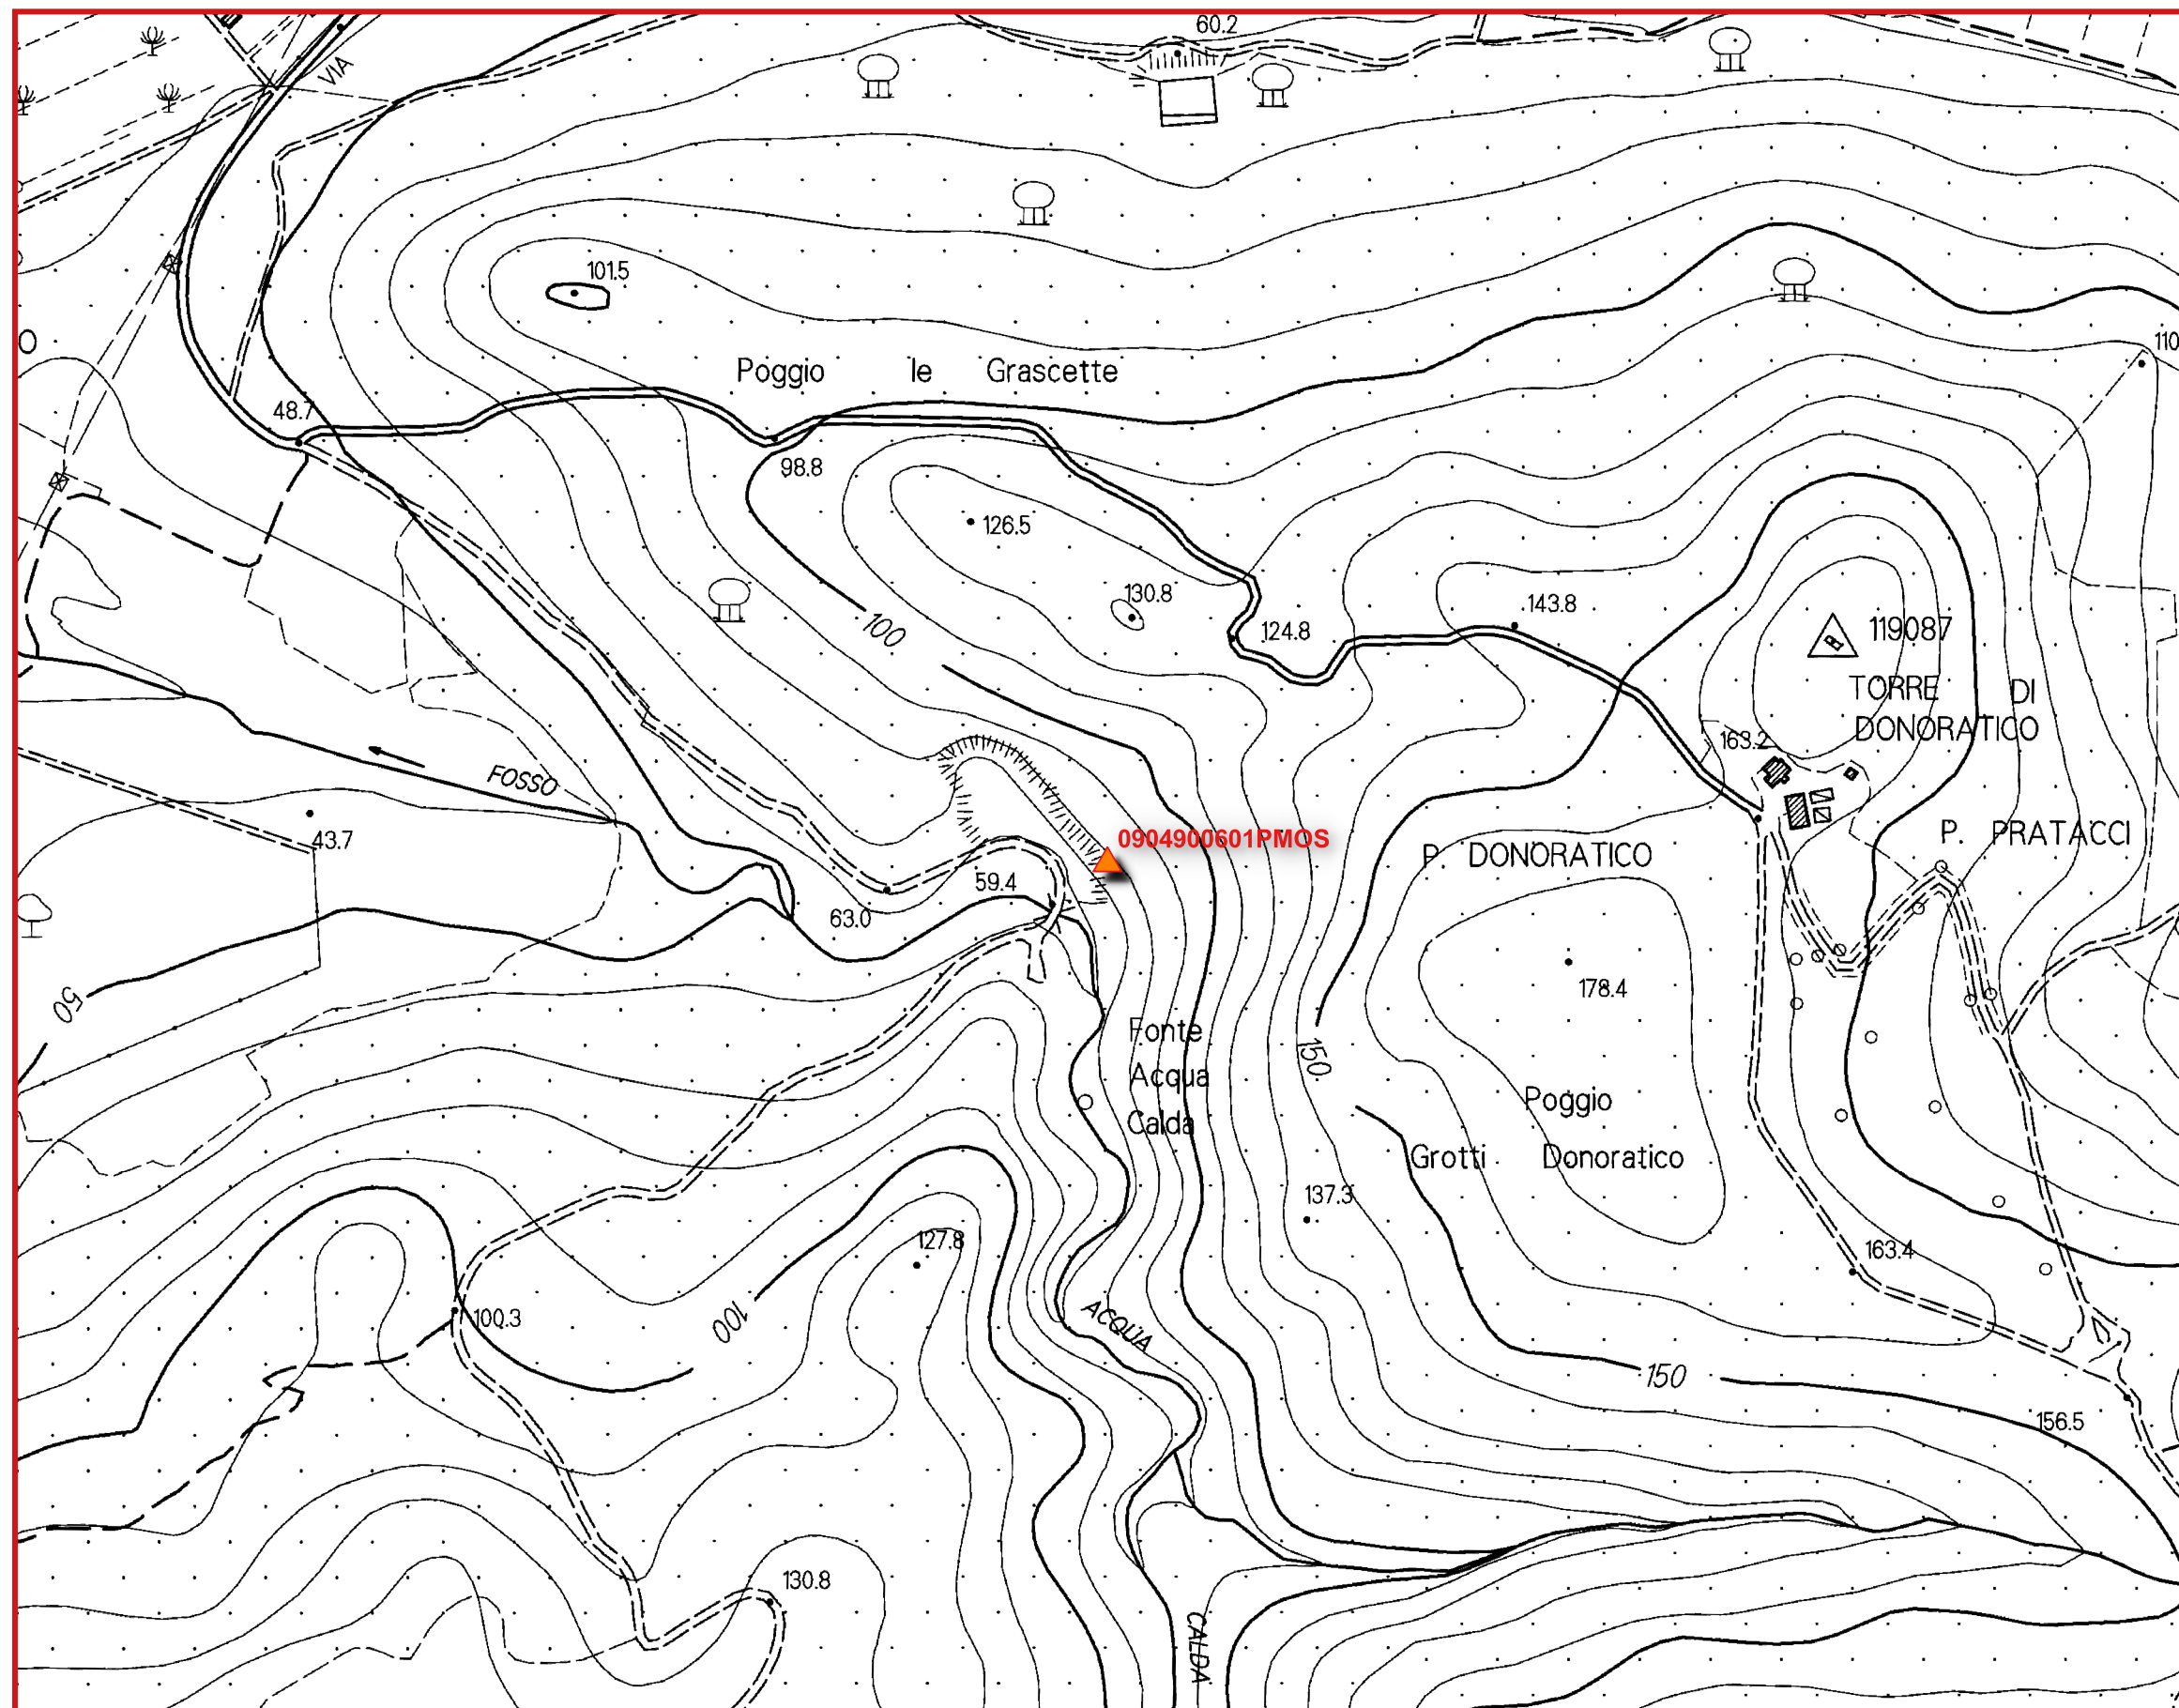 60.2
VIA
101.5
110
O
Poggio le Grascette
48.7
98.8
126.5
130.8
143.8
100
124.8
119087
TORRE DI
DONORATICO
163.2
FOSSO
43.7
0904900601PMOS
P. PRATACCI
P. DONORATICO
59.4
63.0
178.4
50
Fonte
Acqua
Calda
150
Poggio
Grotti Donoratico
137.3
127.8
163.4
100.3
100
ACQUA
150
156.5
130.8
CALDA